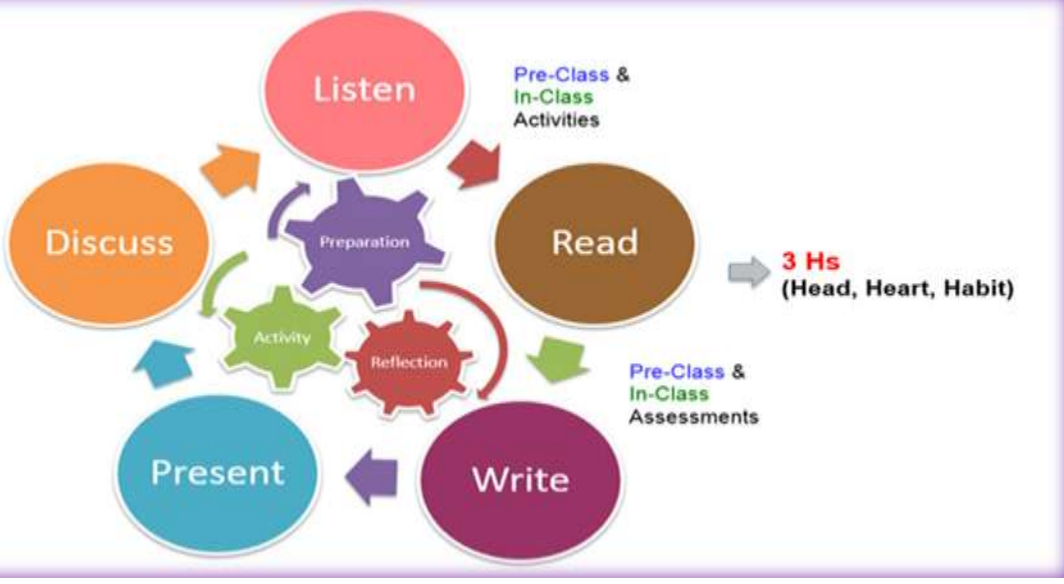 Listen
Pre-Class &
In-Class
Activities
Discuss
Preparation
Read
3 Hs
(Head, Heart, Habit)
Activity
Reflection
Pre-Class &
In-Class
Assessments
Present
Write